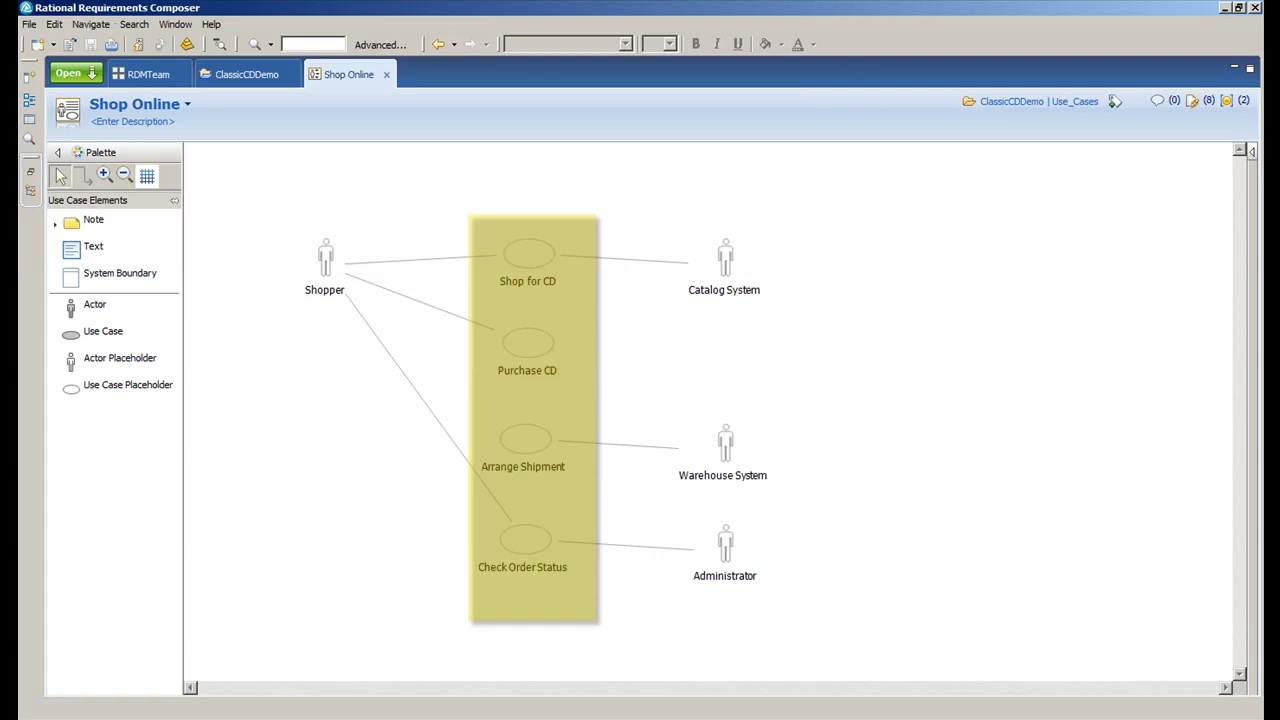 Rational Requirements Composer
File Edit Navigate Search Window Help
Advanced...
B I U A
Open RDMTeam ClassicCDDemo Shop Online
Shop Online
<Enter Description>
ClassicCDDemo | Use_Cases (0) (8) (2)
Palette
Use Case Elements
Note
Text
System Boundary
Actor
Use Case
Actor Placeholder
Use Case Placeholder
Shopper
Shop for CD
Catalog System
Purchase CD
Arrange Shipment
Warehouse System
Check Order Status
Administrator